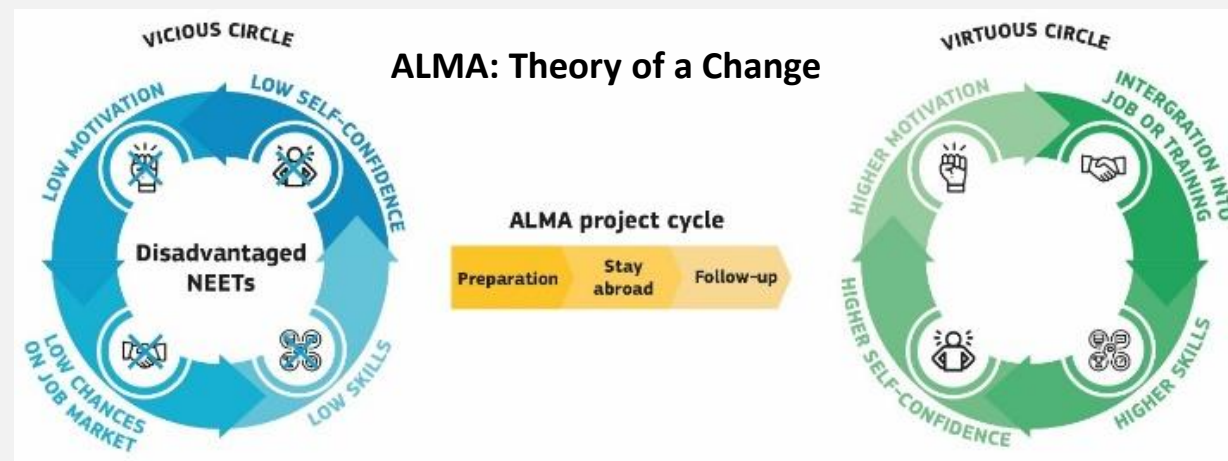 ALMA: Theory of a Change
VICIOUS CIRCLE
LOW MOTIVATION
LOW SELF-CONFIDENCE
Disadvantaged
NEETs
LOW CHANCES
ON JOB MARKET
LOW SKILLS
ALMA project cycle
Preparation
Stay
abroad
Follow-up
VIRTUOUS CIRCLE
HIGHER MOTIVATION
INTERGRATION INTO
JOB OR TRAINING
HIGHER SELF-CONFIDENCE
HIGHER SKILLS